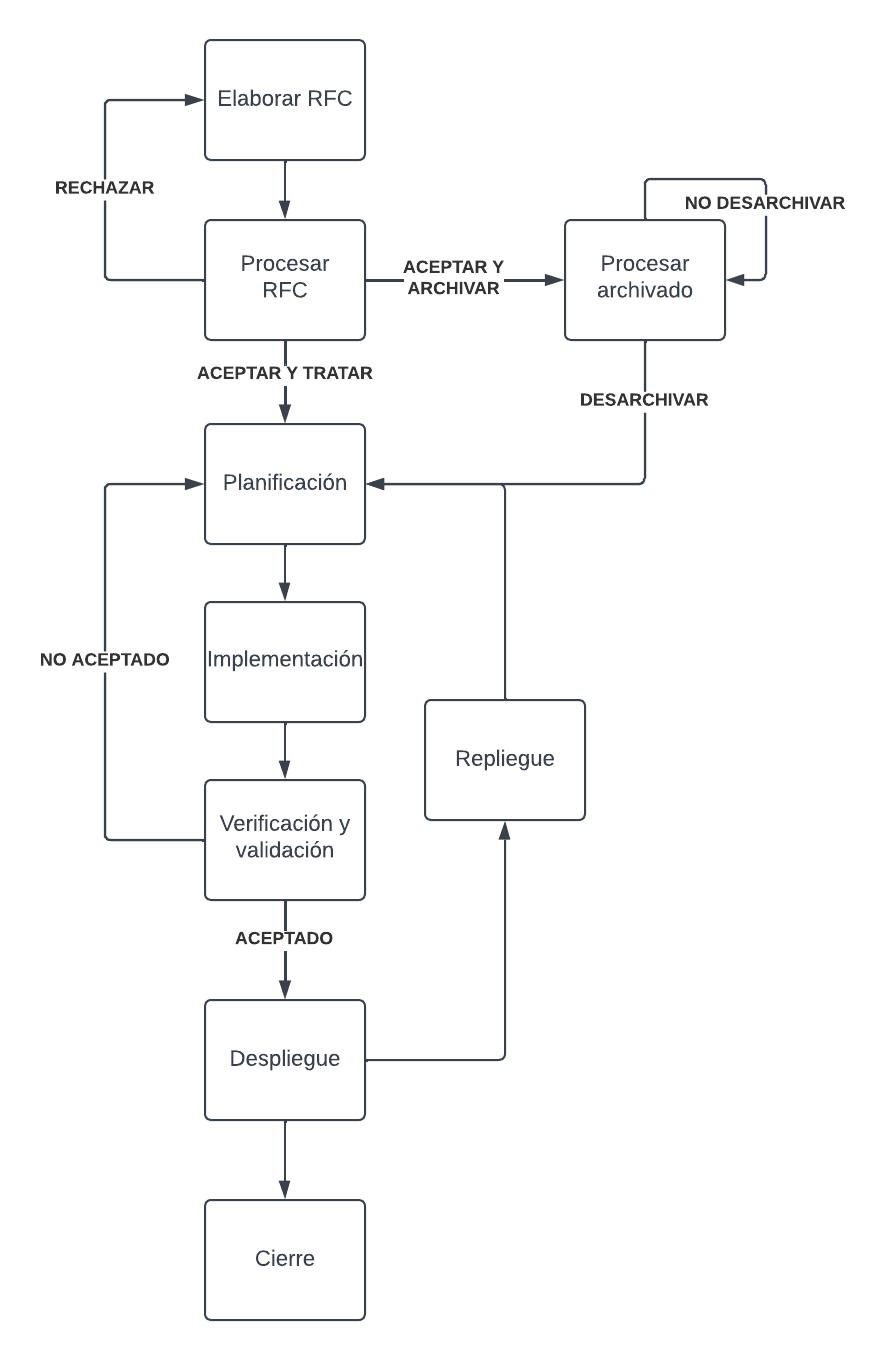 Elaborar RFC
RECHAZAR
NO DESARCHIVAR
Procesar
RFC
ACEPTAR Y
ARCHIVAR
Procesar
archivado
ACEPTAR Y TRATAR
DESARCHIVAR
Planificación
NO ACEPTADO
Implementación
Repliegue
Verificación y
validación
ACEPTADO
Despliegue
Cierre